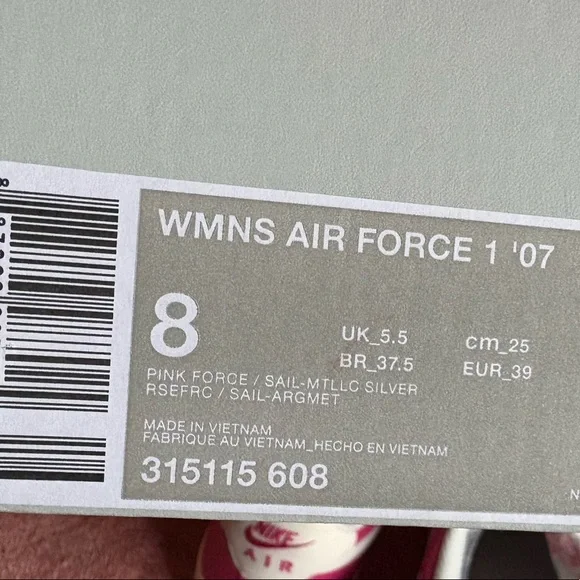 WMNS AIR FORCE 1 '07
8
UK_5.5 cm_25
BR_37.5 EUR_39
PINK FORCE / SAIL-MTLLC SILVER
RSEFRC / SAIL-ARGMET
MADE IN VIETNAM
FABRIQUE AU VIETNAM_HECHO EN VIETNAM
315115 608
NIKE
AIR